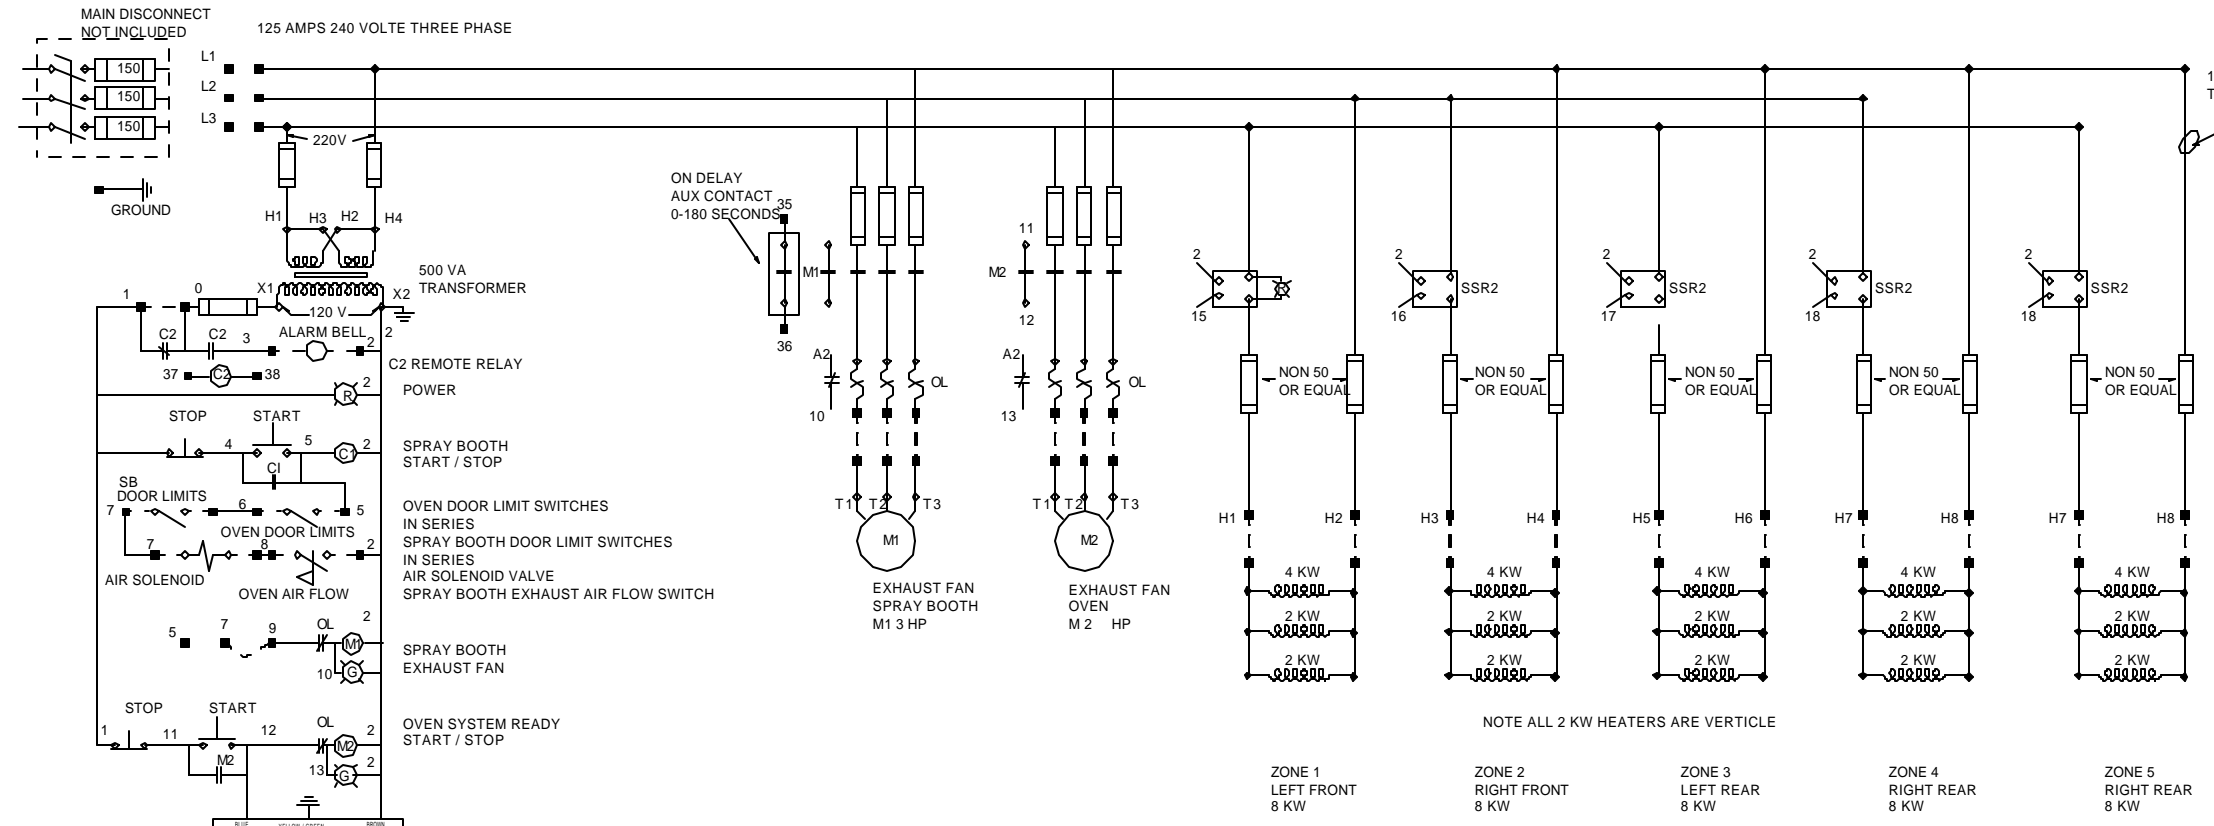 MAIN DISCONNECT
NOT INCLUDED
125 AMPS 240 VOLTE THREE PHASE
150
150
150
L1
L2
L3
GROUND
220V
H1 H3 H2 H4
500 VA
TRANSFORMER
1 0 X1 X2
120 V
C2 C2 3 ALARM BELL 2 2
C2 REMOTE RELAY
37 C2 38
R 2
POWER
STOP START
4 5 C1 2
CI
SPRAY BOOTH
START / STOP
SB
DOOR LIMITS
7 6 5
OVEN DOOR LIMITS
7 8 2
AIR SOLENOID
OVEN AIR FLOW
OVEN DOOR LIMIT SWITCHES
IN SERIES
SPRAY BOOTH DOOR LIMIT SWITCHES
IN SERIES
AIR SOLENOID VALVE
SPRAY BOOTH EXHAUST AIR FLOW SWITCH
5 7 9 OL M1 2
10 G
SPRAY BOOTH
EXHAUST FAN
STOP START
1 11 12 OL M2 2
M2
13 G 2
OVEN SYSTEM READY
START / STOP
BLUE YELLOW / GREEN BROWN
ON DELAY
AUX CONTACT
0-180 SECONDS
35
36
M1
A2
10
OL
T1 T2 T3
M1
EXHAUST FAN
SPRAY BOOTH
M1 3 HP
11
M2
12
A2
13
OL
T1 T2 T3
M2
EXHAUST FAN
OVEN
M 2 HP
2
15
R
NON 50
OR EQUAL
H1 H2
4 KW
2 KW
2 KW
2
16
SSR2
NON 50
OR EQUAL
H3 H4
4 KW
2 KW
2 KW
2
17
SSR2
NON 50
OR EQUAL
H5 H6
4 KW
2 KW
2 KW
2
18
SSR2
NON 50
OR EQUAL
H7 H8
4 KW
2 KW
2 KW
2
18
SSR2
NON 50
OR EQUAL
H7 H8
4 KW
2 KW
2 KW
1
T
NOTE ALL 2 KW HEATERS ARE VERTICLE
ZONE 1
LEFT FRONT
8 KW
ZONE 2
RIGHT FRONT
8 KW
ZONE 3
LEFT REAR
8 KW
ZONE 4
RIGHT REAR
8 KW
ZONE 5
RIGHT REAR
8 KW